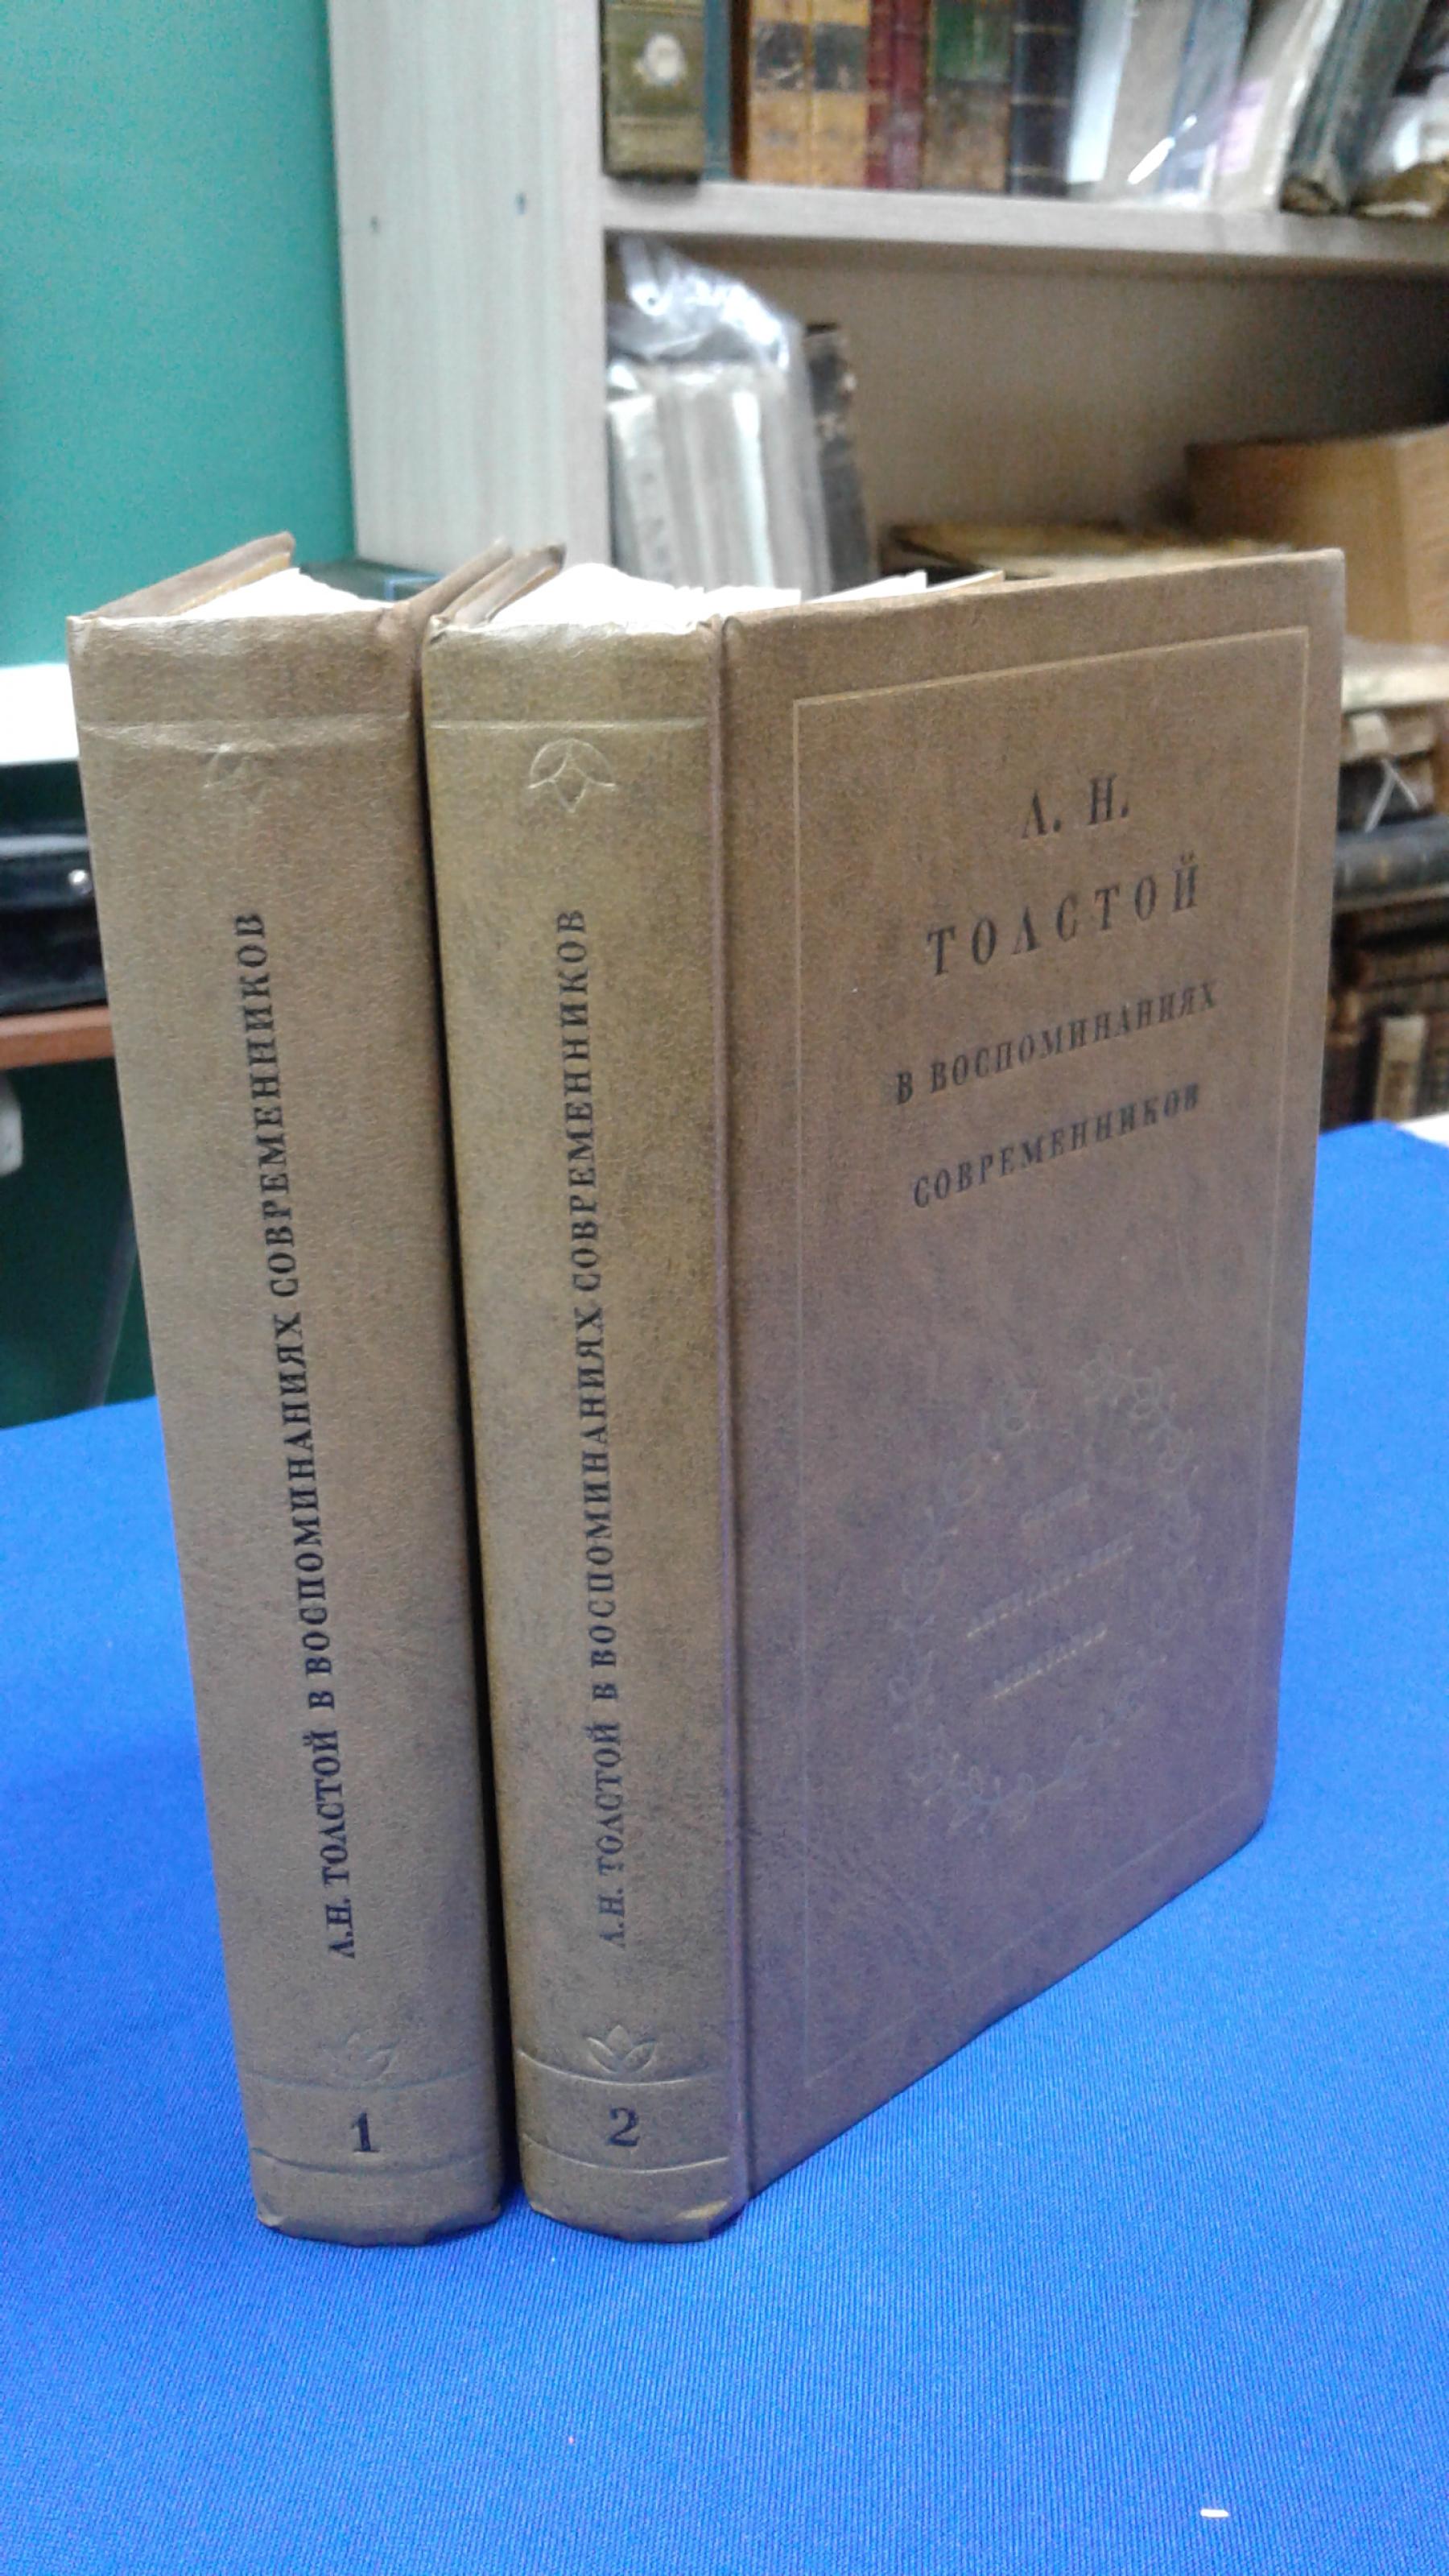 Л.Н. ТОЛСТОЙ В ВОСПОМИНАНИЯХ СОВРЕМЕННИКОВ
1
Л.Н. ТОЛСТОЙ В ВОСПОМИНАНИЯХ СОВРЕМЕННИКОВ
2
Л. Н.
ТОЛСТОЙ
В ВОСПОМИНАНИЯХ
СОВРЕМЕННИКОВ